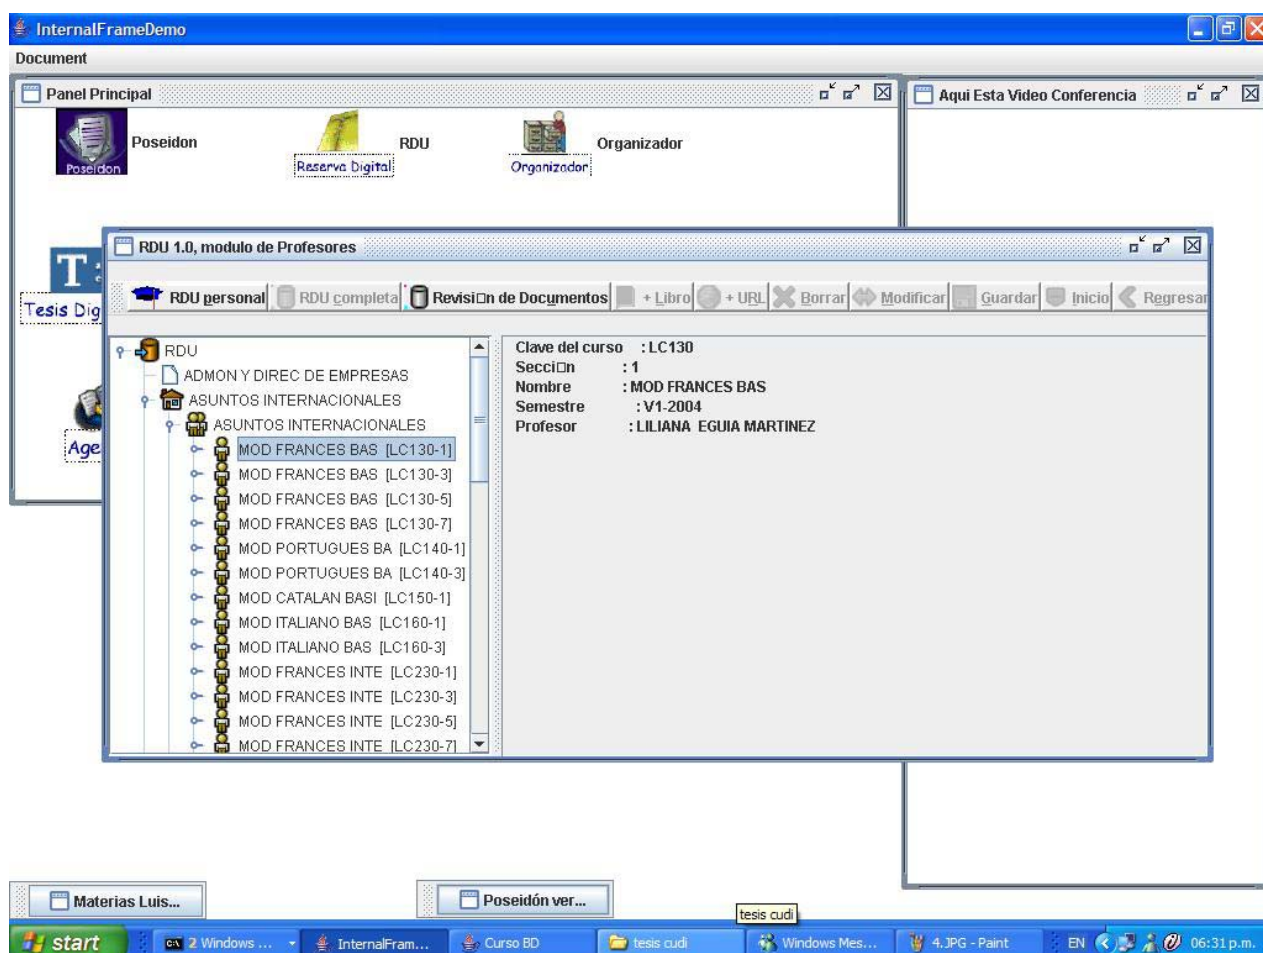 InternalFrameDemo
Document
Panel Principal
Aqui Esta Video Conferencia
Poseidon
Poseidon
RDU
Reserva Digital
Organizador
Organizador
RDU 1.0, modulo de Profesores
Tesis Dig
RDU personal
RDU completa
Revisi□n de Documentos
+ Libro
+ URL
Borrar
Modificar
Guardar
Inicio
Regresar
Age
RDU
ADMON Y DIREC DE EMPRESAS
ASUNTOS INTERNACIONALES
ASUNTOS INTERNACIONALES
MOD FRANCES BAS [LC130-1]
MOD FRANCES BAS [LC130-3]
MOD FRANCES BAS [LC130-5]
MOD FRANCES BAS [LC130-7]
MOD PORTUGUES BA [LC140-1]
MOD PORTUGUES BA [LC140-3]
MOD CATALAN BASI [LC150-1]
MOD ITALIANO BAS [LC160-1]
MOD ITALIANO BAS [LC160-3]
MOD FRANCES INTE [LC230-1]
MOD FRANCES INTE [LC230-3]
MOD FRANCES INTE [LC230-5]
MOD FRANCES INTE [LC230-7]
Clave del curso : LC130
Secci□n : 1
Nombre : MOD FRANCES BAS
Semestre : V1-2004
Profesor : LILIANA EGUIA MARTINEZ
Materias Luis...
Poseidón ver...
tesis cudi
start
2 Windows ...
InternalFram...
Curso BD
tesis cudi
Windows Mes...
4.JPG - Paint
EN
06:31 p.m.